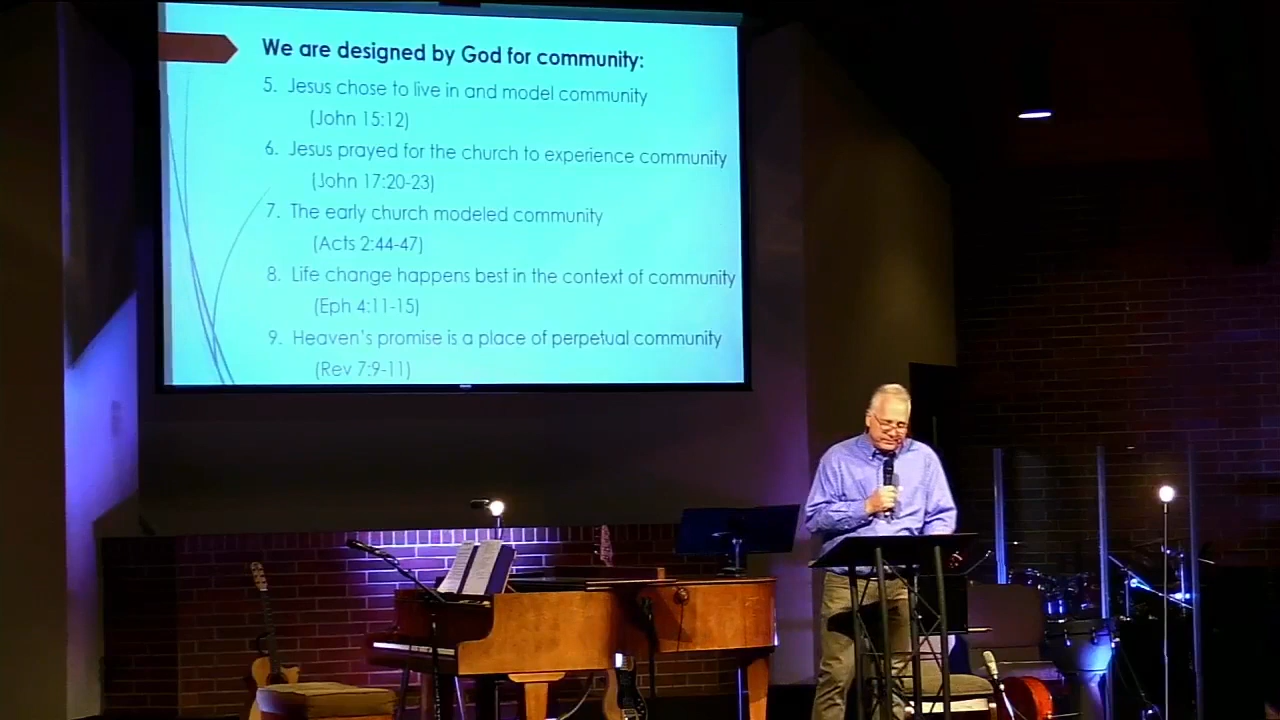 We are designed by God for community:
5. Jesus chose to live in and model community
(John 15:12)
6. Jesus prayed for the church to experience community
(John 17:20-23)
7. The early church modeled community
(Acts 2:44-47)
8. Life change happens best in the context of community
(Eph 4:11-15)
9. Heaven's promise is a place of perpetual community
(Rev 7:9-11)